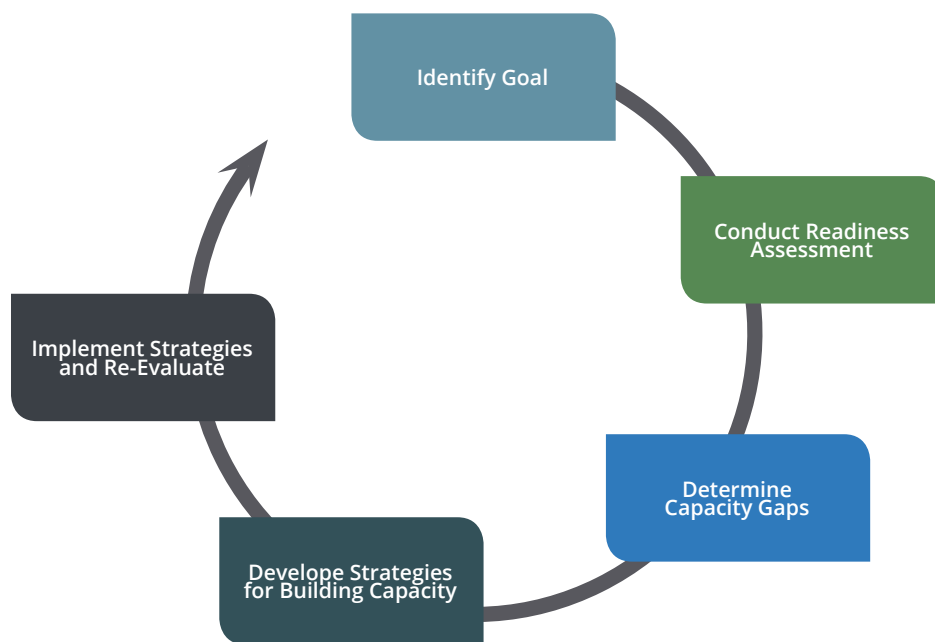 Identify Goal
Conduct Readiness
Assessment
Determine
Capacity Gaps
Develope Strategies
for Building Capacity
Implement Strategies
and Re-Evaluate